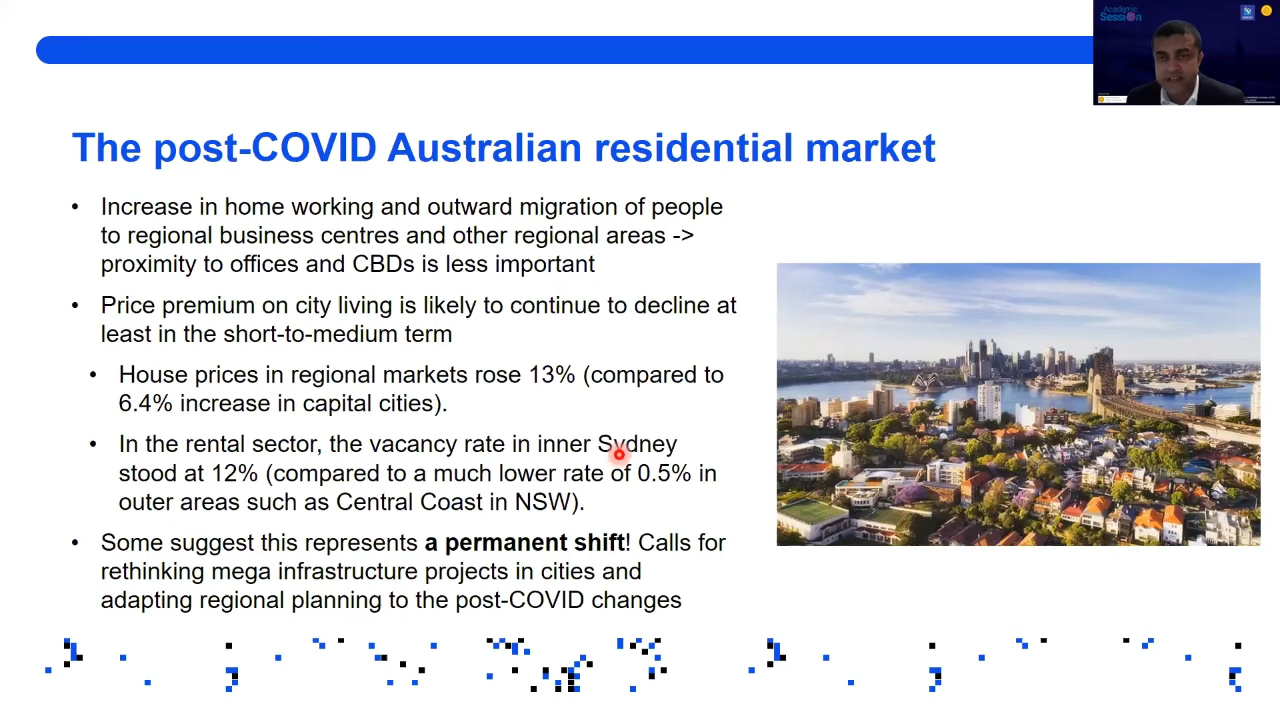 Academic
Session
The post-COVID Australian residential market
• Increase in home working and outward migration of people
to regional business centres and other regional areas ->
proximity to offices and CBDs is less important
• Price premium on city living is likely to continue to decline at
least in the short-to-medium term
• House prices in regional markets rose 13% (compared to
6.4% increase in capital cities).
• In the rental sector, the vacancy rate in inner Sydney
stood at 12% (compared to a much lower rate of 0.5% in
outer areas such as Central Coast in NSW).
• Some suggest this represents a permanent shift! Calls for
rethinking mega infrastructure projects in cities and
adapting regional planning to the post-COVID changes